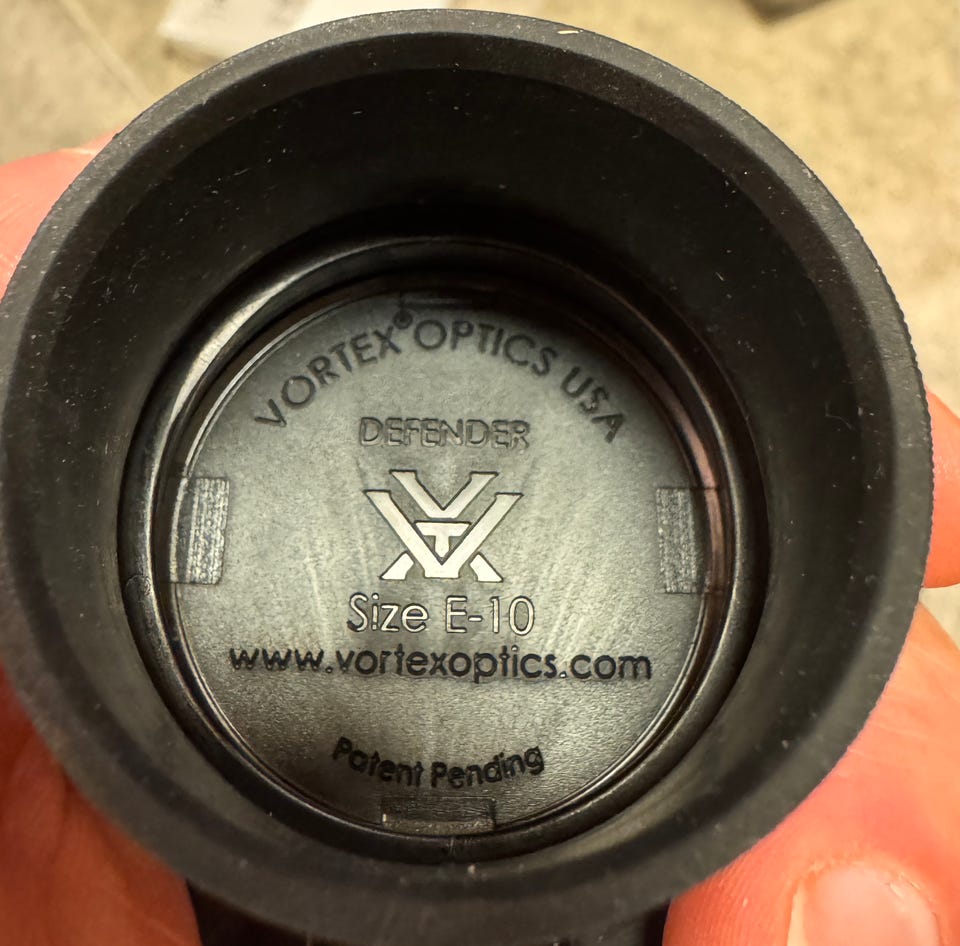 VORTEX® OPTICS USA
DEFENDER
Size E-10
www.vortexoptics.com
Patent Pending